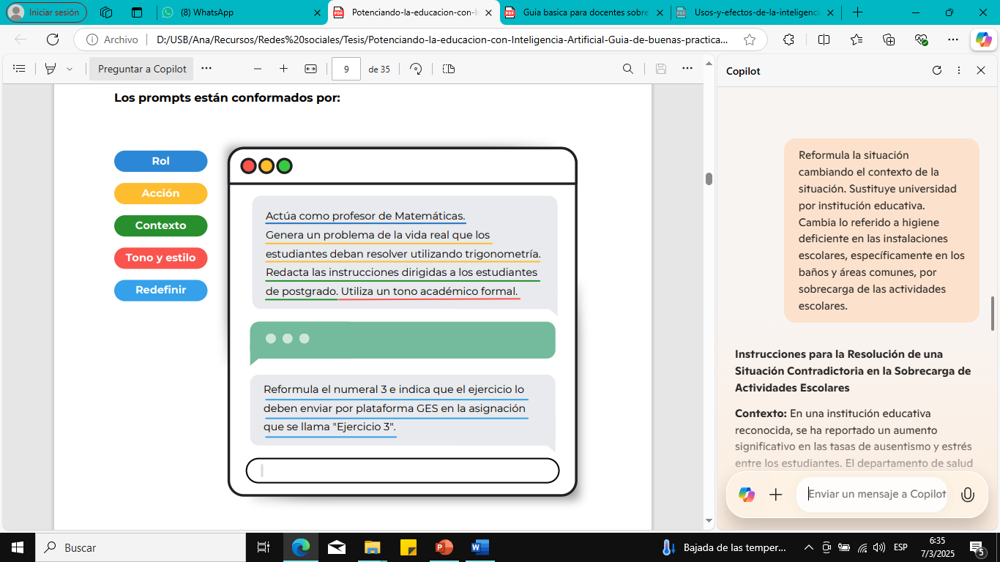 Iniciar sesión
(8) WhatsApp
Potenciando-la-educacion-con-I
Guia basica para docentes sobre
Usos-y-efectos-de-la-inteligenci
Archivo
D:/USB/Ana/Recursos/Redes%20sociales/Tesis/Potenciando-la-educacion-con-Inteligencia-Artificial-Guia-de-buenas-practica...
Preguntar a Copilot
9
de 35
Los prompts están conformados por:
Rol
Acción
Contexto
Tono y estilo
Redefinir
Actúa como profesor de Matemáticas.
Genera un problema de la vida real que los
estudiantes deban resolver utilizando trigonometría.
Redacta las instrucciones dirigidas a los estudiantes
de postgrado. Utiliza un tono académico formal.
Reformula el numeral 3 e indica que el ejercicio lo
deben enviar por plataforma GES en la asignación
que se llama "Ejercicio 3".
Copilot
Reformula la situación
cambiando el contexto de la
situación. Sustituye universidad
por institución educativa.
Cambia lo referido a higiene
deficiente en las instalaciones
escolares, específicamente en los
baños y áreas comunes, por
sobrecarga de las actividades
escolares.
Instrucciones para la Resolución de una
Situación Contradictoria en la Sobrecarga de
Actividades Escolares
Contexto: En una institución educativa
reconocida, se ha reportado un aumento
significativo en las tasas de ausentismo y estrés
entre los estudiantes. El departamento de salud
Enviar un mensaje a Copilot
Buscar
Bajada de las temper...
ESP
6:35
7/3/2025
5